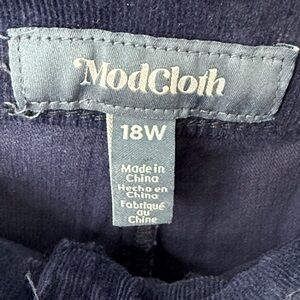 ModCloth
18W
Made in
China
Hecho en
China
Fabriqué
au
Chine